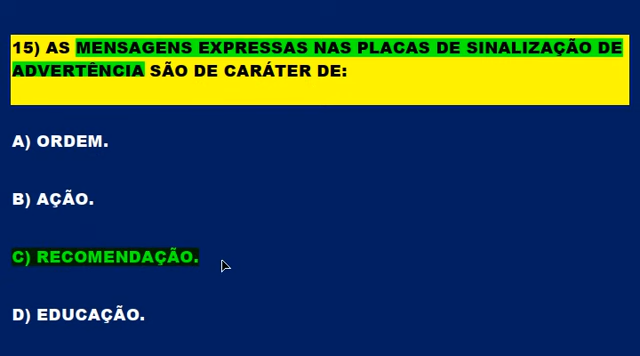 15) AS MENSAGENS EXPRESSAS NAS PLACAS DE SINALIZAÇÃO DE
ADVERTÊNCIA SÃO DE CARÁTER DE:
A) ORDEM.
B) AÇÃO.
C) RECOMENDAÇÃO.
D) EDUCAÇÃO.